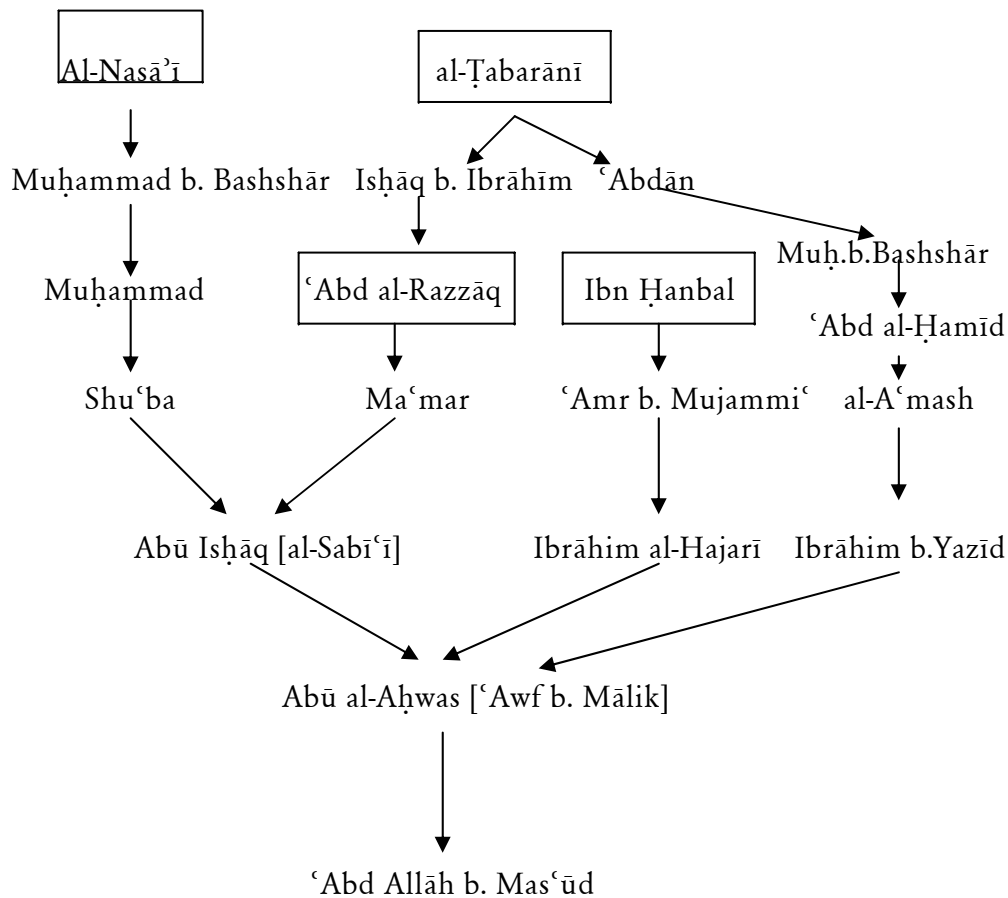 Al-Nasāʾī
al-Ṭabarānī
Muḥammad b. Bashshār
Isḥāq b. Ibrāhīm
ʿAbdān
Muḥ.b.Bashshār
Muḥammad
ʿAbd al-Razzāq
Ibn Ḥanbal
ʿAbd al-Ḥamīd
Shuʿba
Maʿmar
ʿAmr b. Mujammiʿ
al-Aʿmash
Abū Isḥāq [al-Sabīʿī]
Ibrāhim al-Hajarī
Ibrāhim b.Yazīd
Abū al-Aḥwas [ʿAwf b. Mālik]
ʿAbd Allāh b. Masʿūd